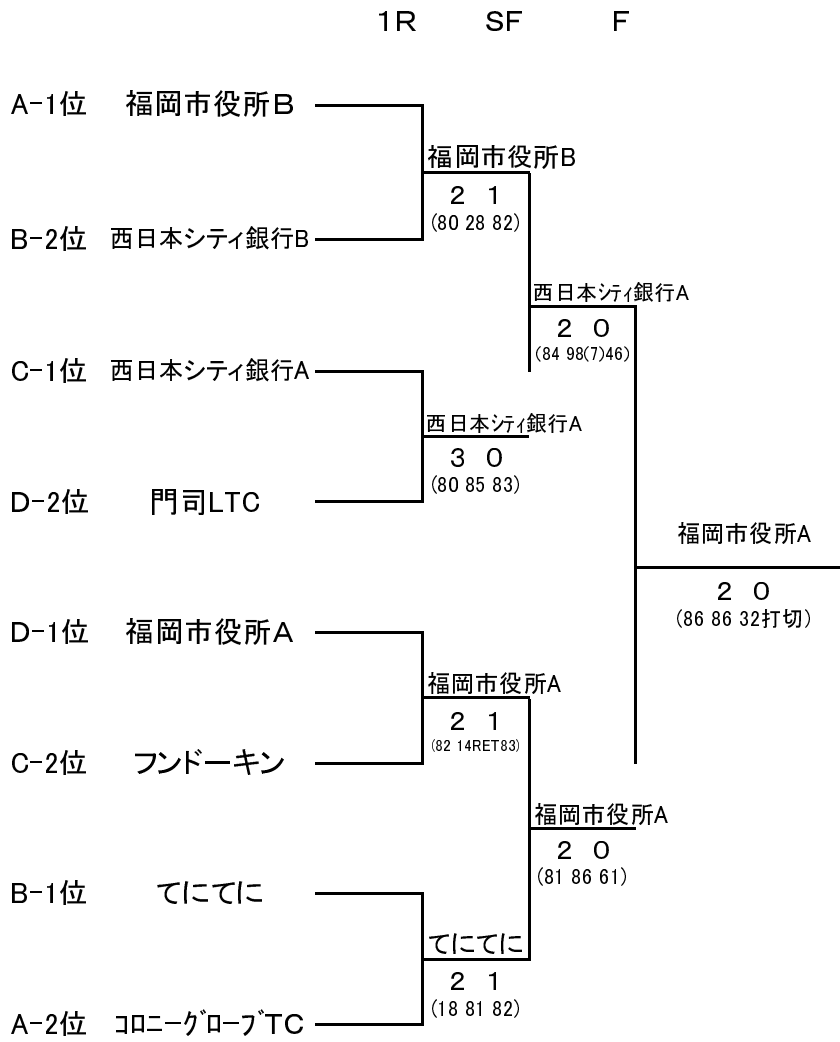 １R SF F
A-1位 福岡市役所Ｂ
福岡市役所B
２ １
(80 28 82)
B-2位 西日本シティ銀行B
西日本ｼﾃｨ銀行A
２ ０
(84 98(7)46)
C-1位 西日本シティ銀行A
西日本ｼﾃｨ銀行A
３ ０
(80 85 83)
D-2位 門司LTC
福岡市役所A
２ ０
(86 86 32打切)
D-1位 福岡市役所Ａ
福岡市役所A
２ １
(82 14RET83)
C-2位 フンドーキン
福岡市役所A
２ ０
(81 86 61)
B-1位 てにてに
てにてに
２ １
(18 81 82)
A-2位 ｺﾛﾆｰｸﾞﾛｰﾌﾞTC